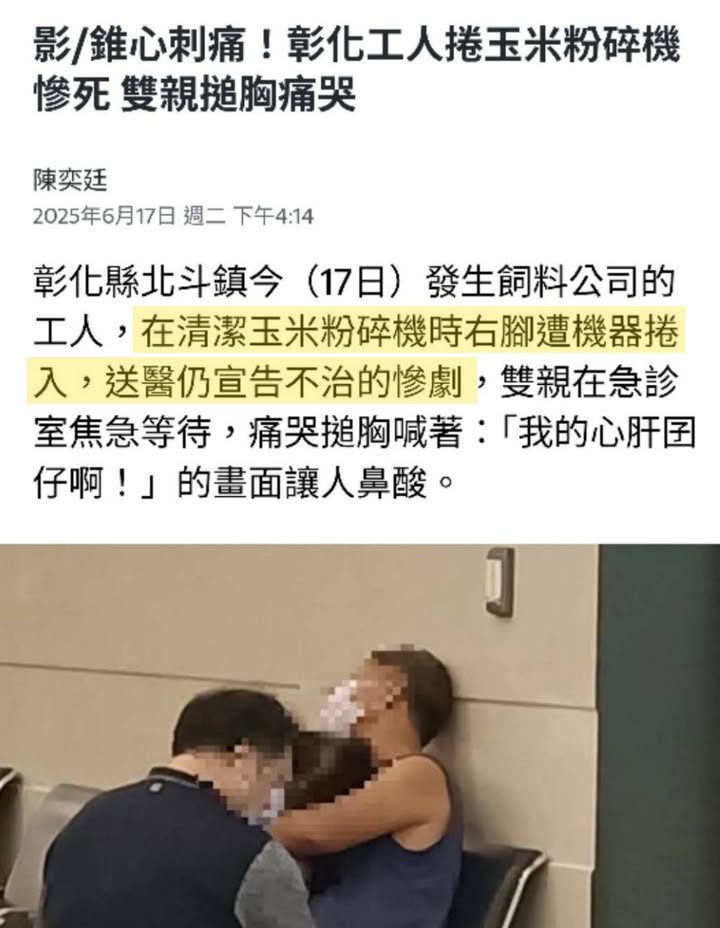 影/錐心刺痛！彰化工人捲玉米粉碎機
慘死 雙親搥胸痛哭
陳奕廷
2025年6月17日 週二 下午4:14
彰化縣北斗鎮今（17日）發生飼料公司的
工人，在清潔玉米粉碎機時右腳遭機器捲
入，送醫仍宣告不治的慘劇，雙親在急診
室焦急等待，痛哭搥胸喊著：「我的心肝囝
仔啊！」的畫面讓人鼻酸。